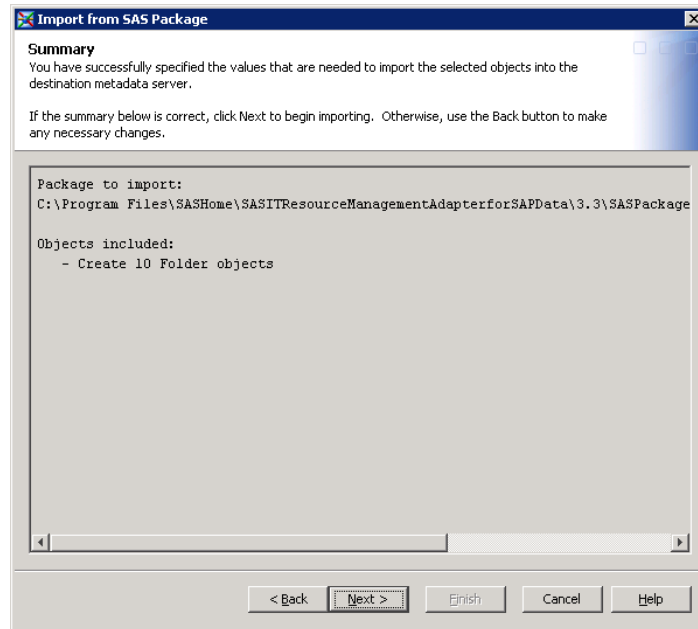 Import from SAS Package
Summary
You have successfully specified the values that are needed to import the selected objects into the
destination metadata server.
If the summary below is correct, click Next to begin importing. Otherwise, use the Back button to make
any necessary changes.
Package to import:
C:\Program Files\SASHome\SASITResourceManagementAdapterforSAPData\3.3\SASPackage
Objects included:
- Create 10 Folder objects
< Back Next > Finish Cancel Help